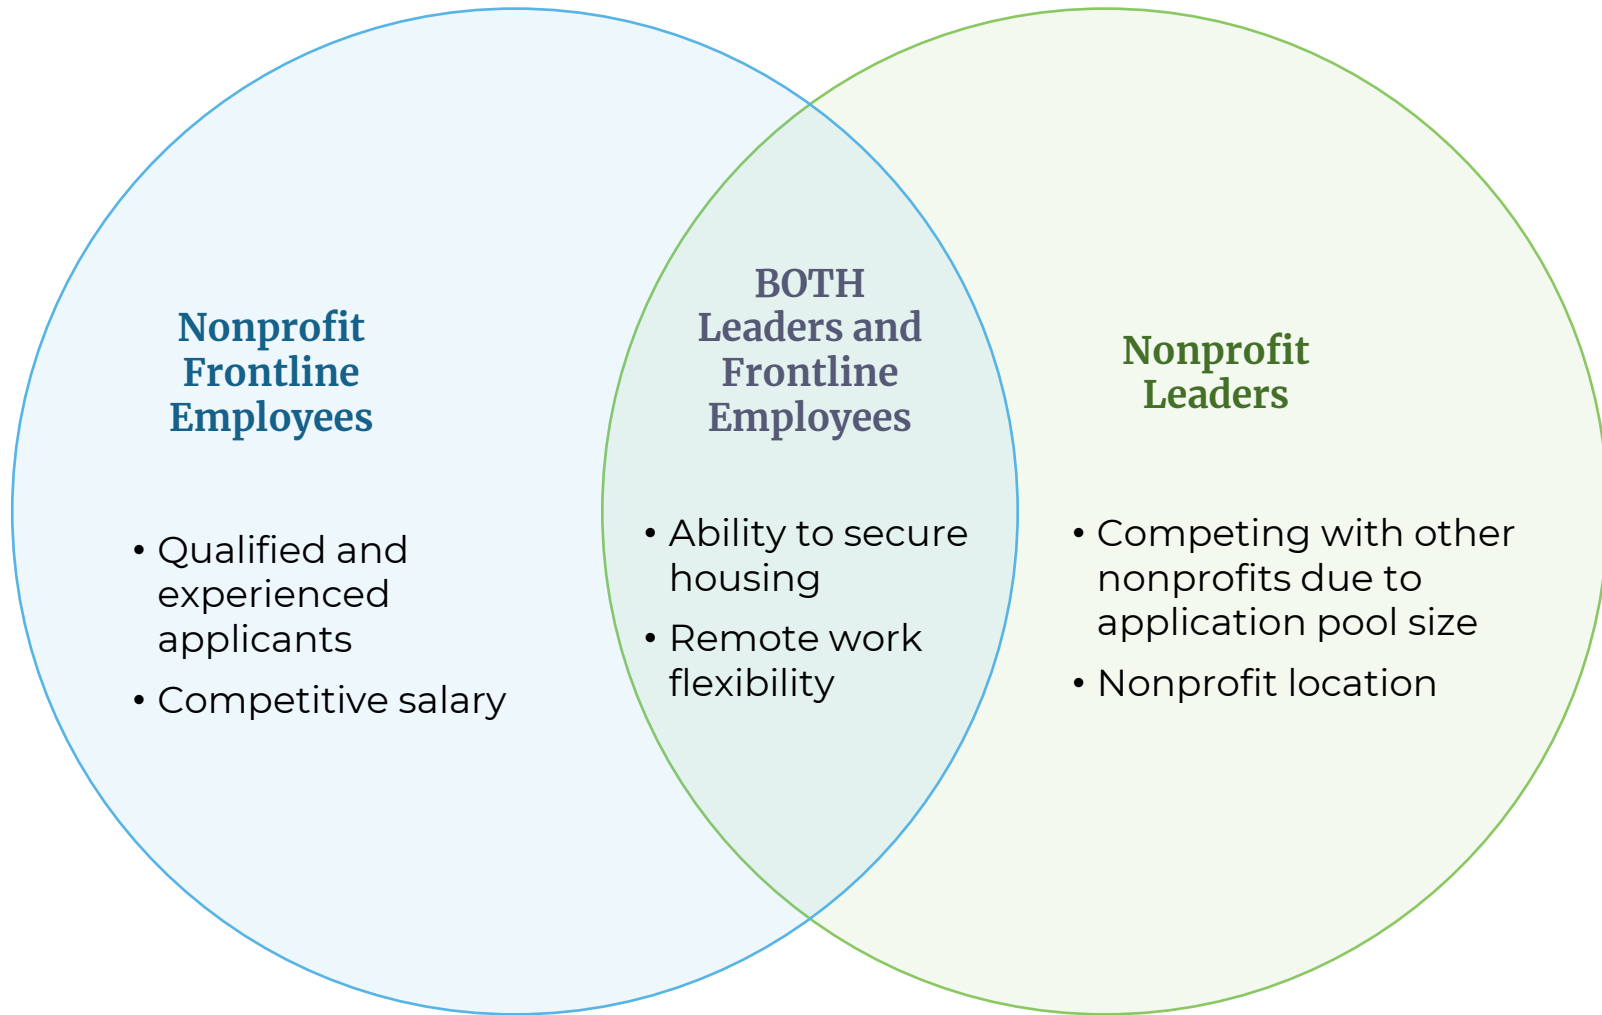 Nonprofit
Frontline
Employees
• Qualified and
experienced
applicants
• Competitive salary
BOTH
Leaders and
Frontline
Employees
• Ability to secure
housing
• Remote work
flexibility
Nonprofit
Leaders
• Competing with other
nonprofits due to
application pool size
• Nonprofit location